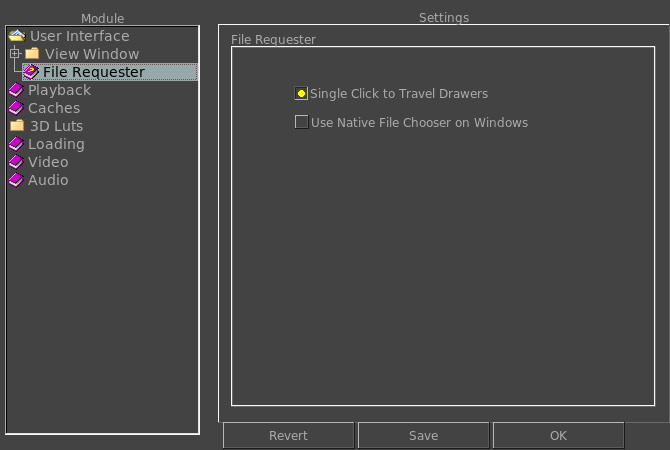 Module
User Interface
View Window
File Requester
Playback
Caches
3D Luts
Loading
Video
Audio
Settings
File Requester
Single Click to Travel Drawers
Use Native File Chooser on Windows
Revert
Save
OK